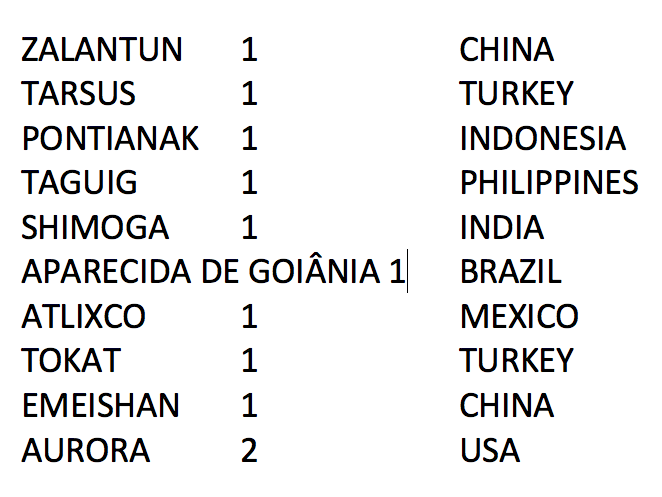 ZALANTUN 1 CHINA
TARSUS 1 TURKEY
PONTIANAK 1 INDONESIA
TAGUIG 1 PHILIPPINES
SHIMOGA 1 INDIA
APARECIDA DE GOIÂNIA 1 BRAZIL
ATLIXCO 1 MEXICO
TOKAT 1 TURKEY
EMEISHAN 1 CHINA
AURORA 2 USA